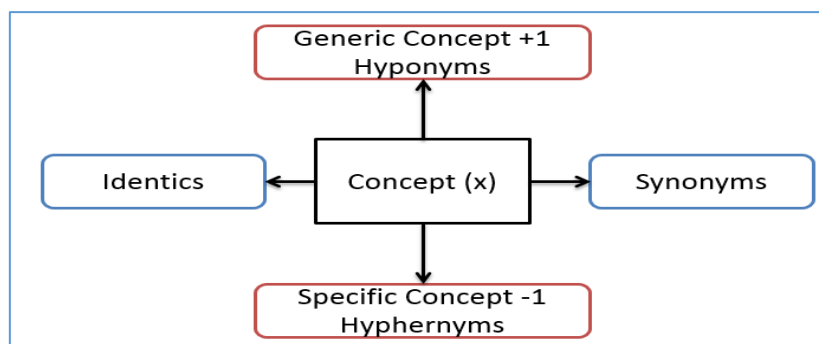 Generic Concept +1
Hyponyms
Identics
Concept (x)
Synonyms
Specific Concept -1
Hyphernyms